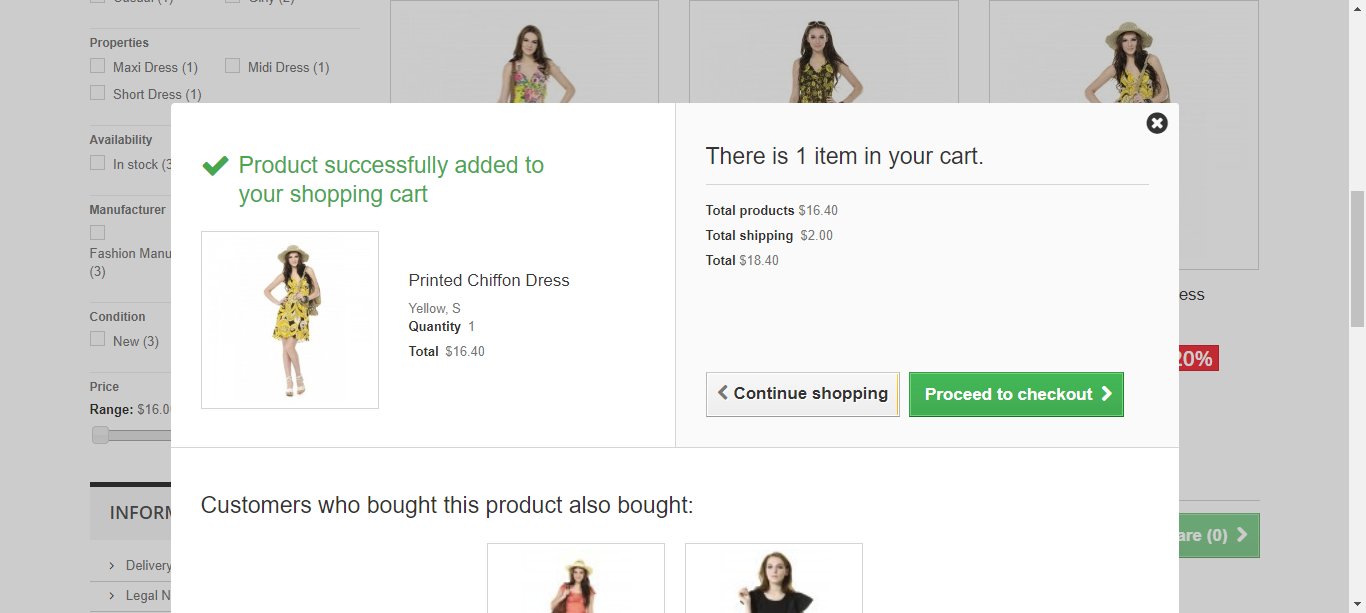 Properties
Maxi Dress (1)
Midi Dress (1)
Short Dress (1)
Availability
In stock (3
Manufacturer
Fashion Manu
(3)
Condition
New (3)
Price
Range: $16.0
INFORM
Delivery
Legal N
Product successfully added to
your shopping cart
Printed Chiffon Dress
Yellow, S
Quantity 1
Total $16.40
There is 1 item in your cart.
Total products $16.40
Total shipping $2.00
Total $18.40
Continue shopping
Proceed to checkout
Customers who bought this product also bought:
ess
20%
are (0)